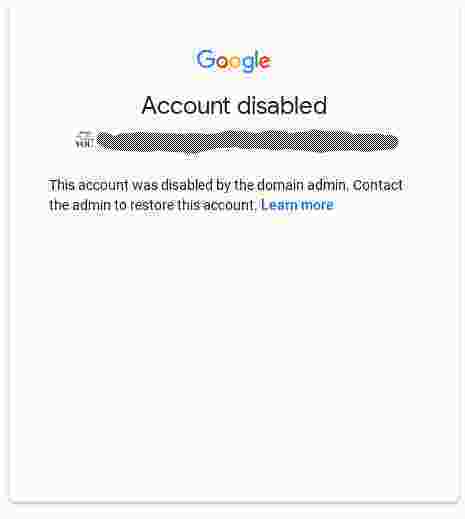 Google
Account disabled
YOU
This account was disabled by the domain admin. Contact
the admin to restore this account. Learn more